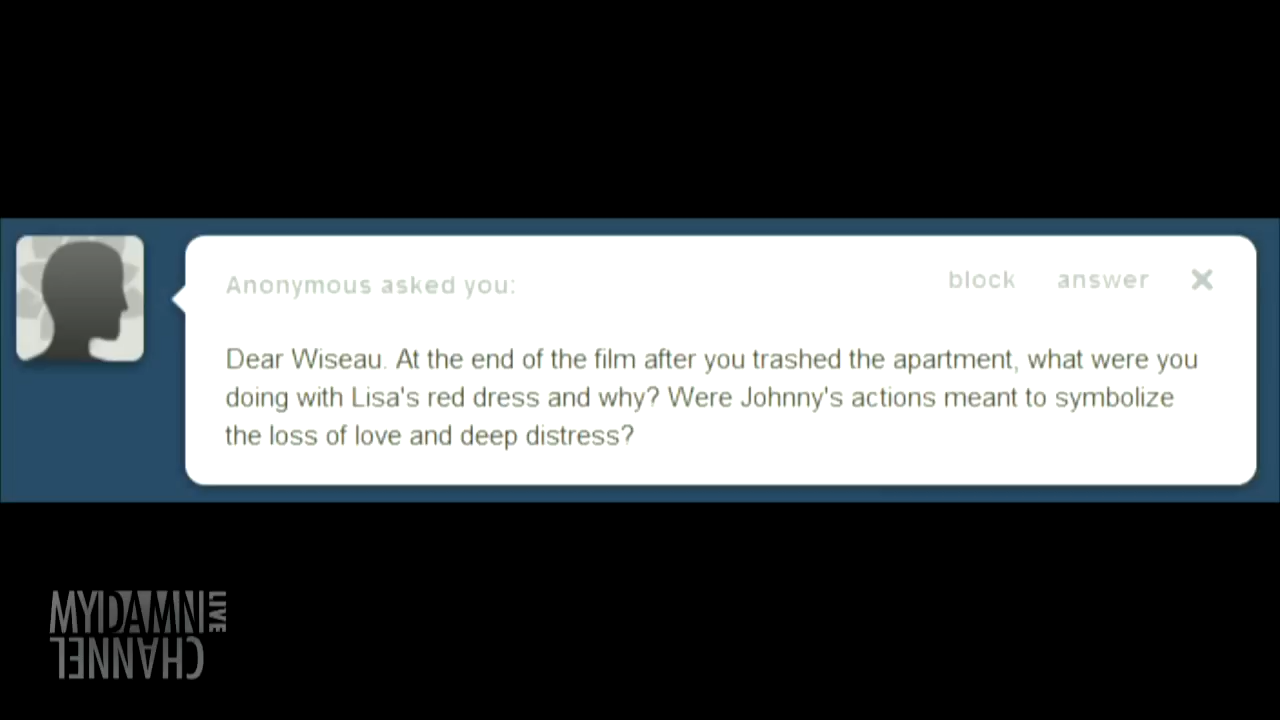 Anonymous asked you:
block answer ✕
Dear Wiseau. At the end of the film after you trashed the apartment, what were you
doing with Lisa's red dress and why? Were Johnny's actions meant to symbolize
the loss of love and deep distress?
MYDAMN LIVE
CHANNEL